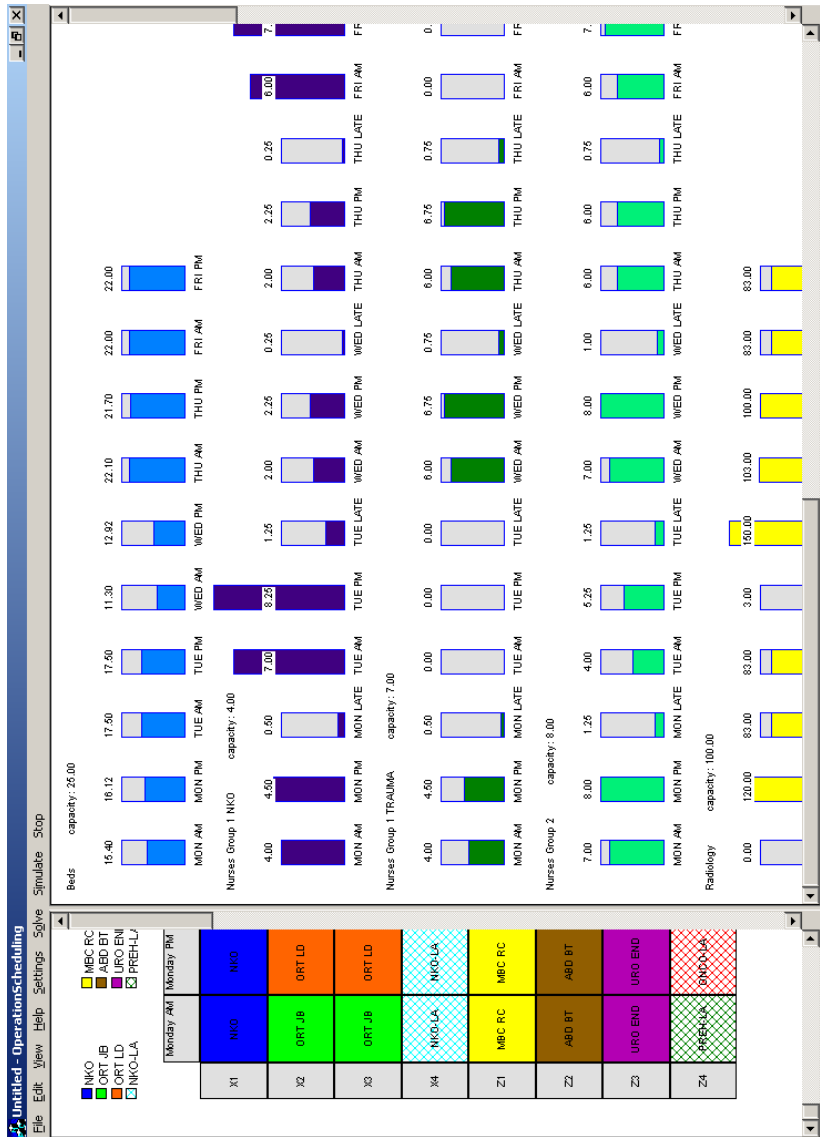 Untitled - OperationScheduling
File Edit View Help Settings Solve Simulate Stop
NKO MBC RC
ORT JB ABD BT
ORT LD URO EN
NKO-LA PREH-L
Monday AM Monday PM
X1 NKO NKO
X2 ORT JB ORT LD
X3 ORT JB ORT LD
X4 NKO-LA NKO-LA
Z1 MBC RC MBC RC
Z2 ABD BT ABD BT
Z3 URO END URO END
Z4 PREH-LA
Beds capacity: 25.00
15.40 16.12 17.50 17.50 11.30 12.92 22.10 21.70 22.00 22.00
MON AM MON PM TUE AM TUE PM WED AM WED PM THU AM THU PM FRI AM FRI PM
Nurses Group 1 NKO capacity: 4.00
4.00 4.50 0.50 7.00 8.25 1.25 2.00 2.25 0.25 2.00 2.25 0.25 6.00 7.
MON AM MON PM MON LATE TUE AM TUE PM TUE LATE WED AM WED PM WED LATE THU AM THU PM THU LATE FRI AM FR
Nurses Group 1 TRAUMA capacity: 7.00
4.00 4.50 0.50 0.00 0.00 0.00 6.00 6.75 0.75 6.00 6.75 0.75 0.00 0.
MON AM MON PM MON LATE TUE AM TUE PM TUE LATE WED AM WED PM WED LATE THU AM THU PM THU LATE FRI AM FR
Nurses Group 2 capacity: 8.00
7.00 8.00 1.25 4.00 5.25 1.25 7.00 8.00 1.00 6.00 6.00 0.75 6.00 7.
MON AM MON PM MON LATE TUE AM TUE PM TUE LATE WED AM WED PM WED LATE THU AM THU PM THU LATE FRI AM FR
Radiology capacity: 100.00
0.00 120.00 83.00 83.00 3.00 150.00 103.00 100.00 83.00 83.00